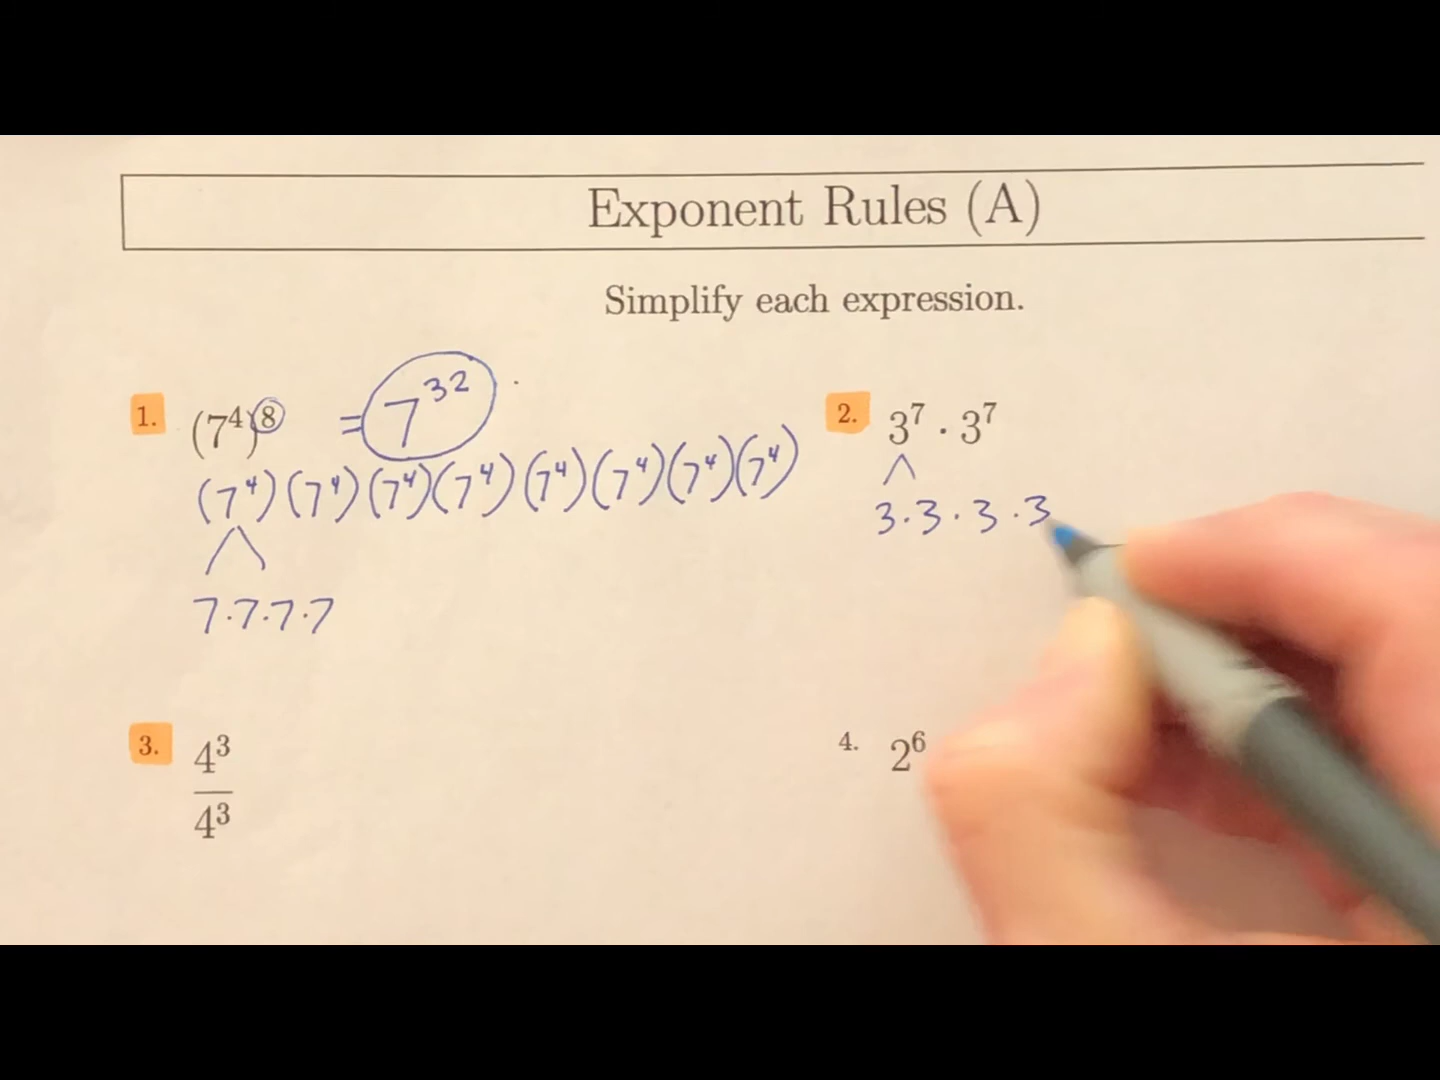 Exponent Rules (A)
Simplify each expression.
1. (7⁴)⁸ = 7³²
(7⁴)(7⁴)(7⁴)(7⁴)(7⁴)(7⁴)(7⁴)(7⁴)
7·7·7·7
2. 3⁷ · 3⁷
3·3·3·3
3. 4³
4³
4. 2⁶